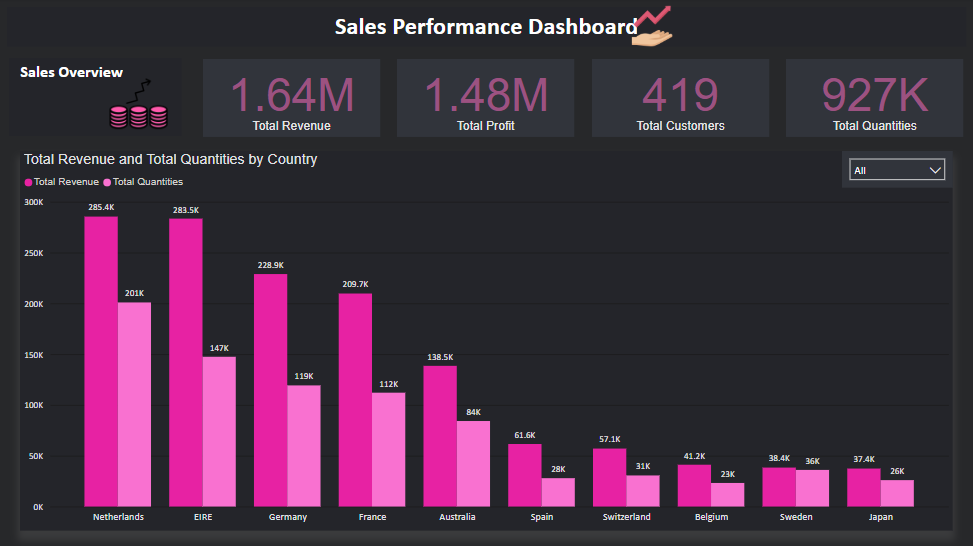 Sales Performance Dashboard
Sales Overview
1.64M
Total Revenue
1.48M
Total Profit
419
Total Customers
927K
Total Quantities
Total Revenue and Total Quantities by Country
Total Revenue Total Quantities
All
300K
250K
200K
150K
100K
50K
0K
285.4K
201K
283.5K
147K
228.9K
119K
209.7K
112K
138.5K
84K
61.6K
28K
57.1K
31K
41.2K
23K
38.4K
36K
37.4K
26K
Netherlands EIRE Germany France Australia Spain Switzerland Belgium Sweden Japan